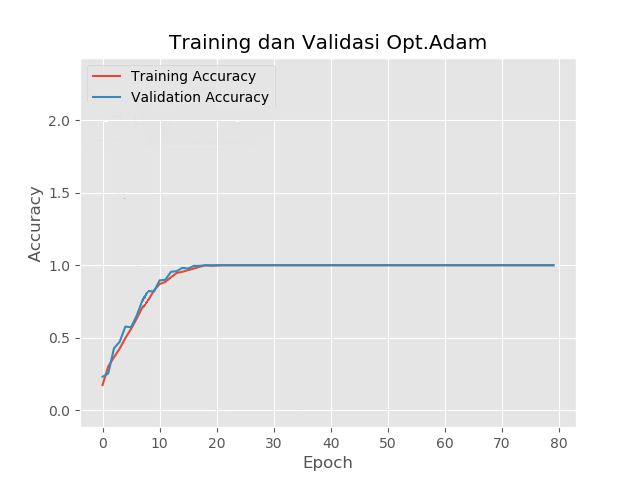 Training dan Validasi Opt.Adam
Training Accuracy
Validation Accuracy
2.0
1.5
1.0
0.5
0.0
Accuracy
0 10 20 30 40 50 60 70 80
Epoch